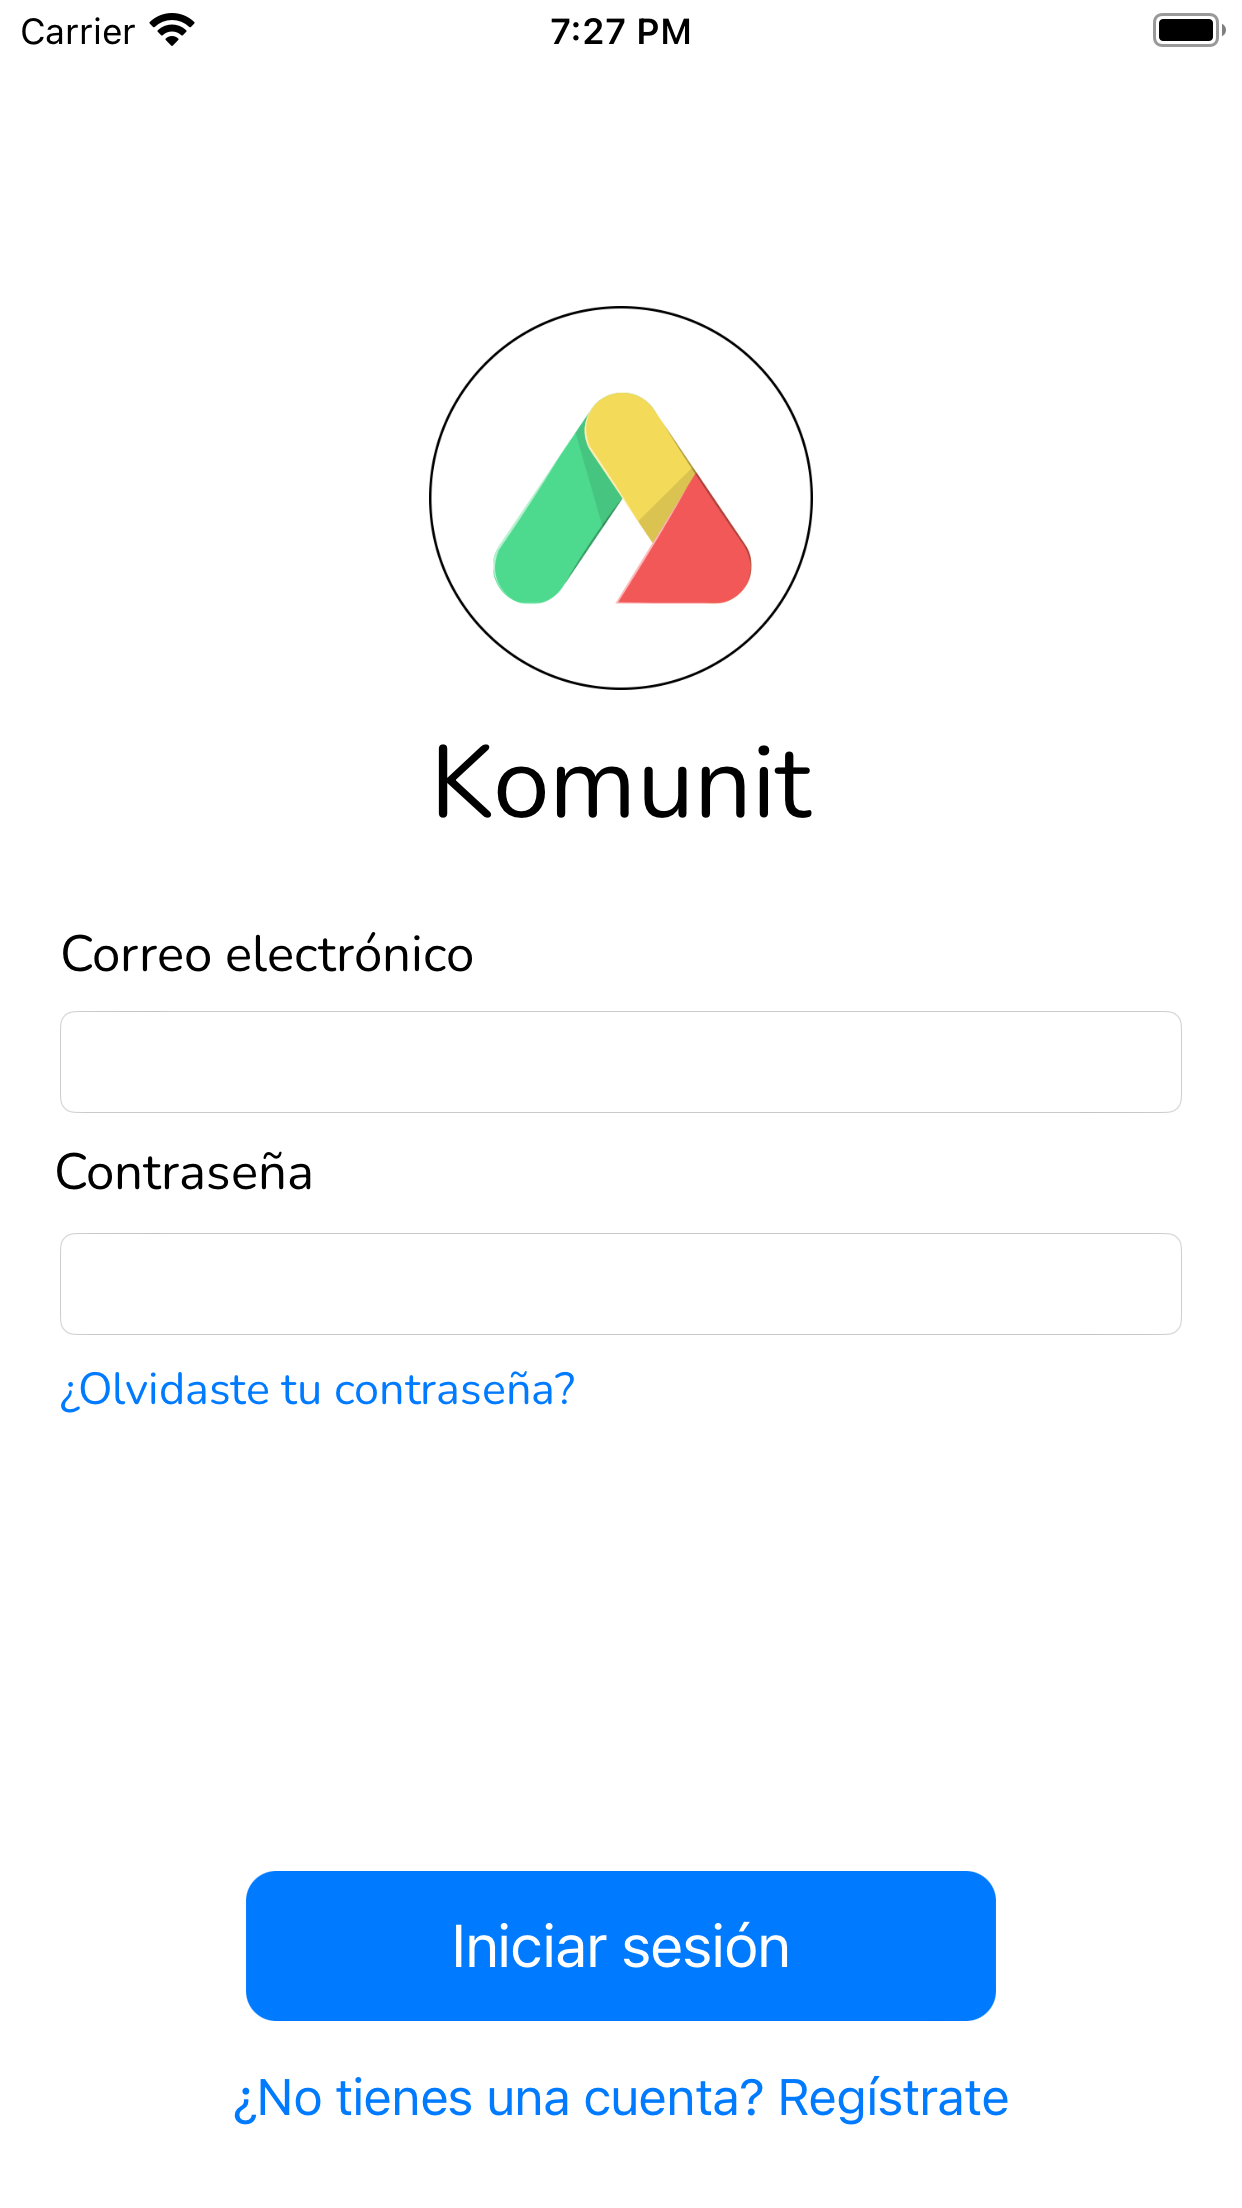 Carrier 7:27 PM
Komunit
Correo electrónico
Contraseña
¿Olvidaste tu contraseña?
Iniciar sesión
¿No tienes una cuenta? Regístrate